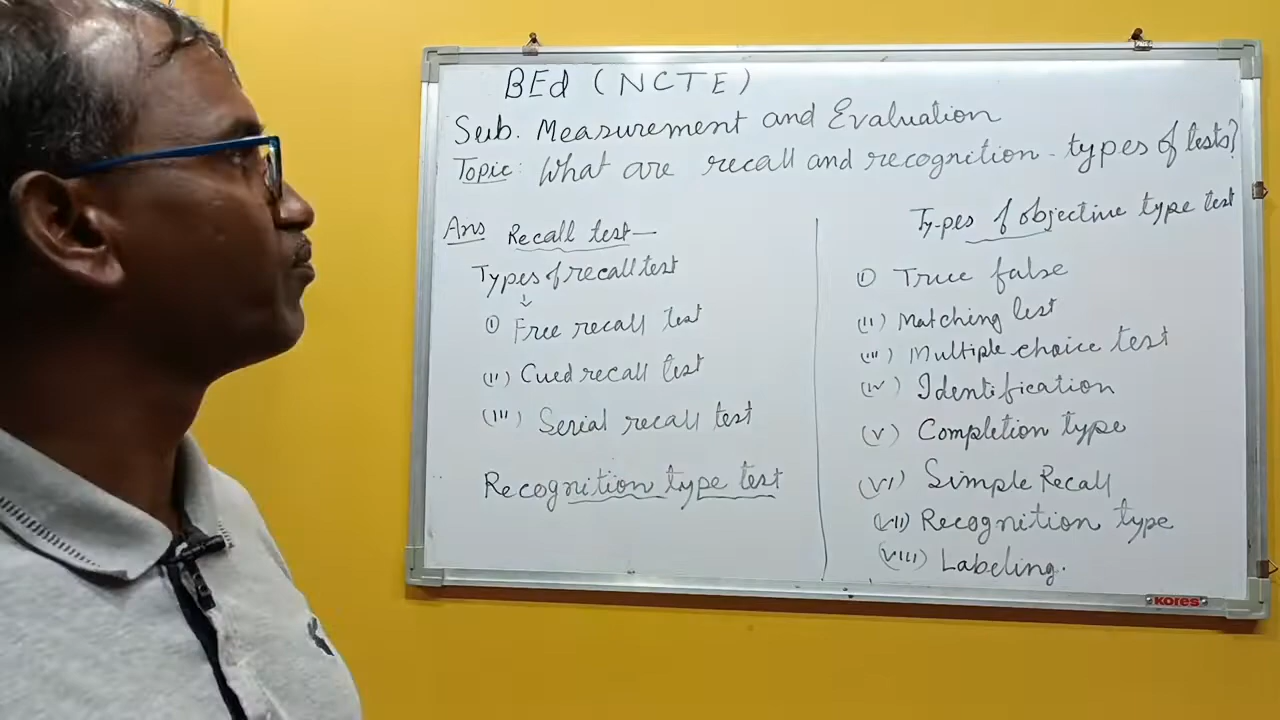 BEd (NCTE)
Sub. Measurement and Evaluation
Topic: What are recall and recognition - types of tests?
Ans Recall test—
Types of recall test
↓
(i) Free recall test
(ii) Cued recall test
(iii) Serial recall test
Recognition type test
Types of objective type test
(i) True false
(ii) Matching test
(iii) Multiple choice test
(iv) Identification
(v) Completion type
(vi) Simple Recall
(vii) Recognition type
(viii) Labeling.
KORES